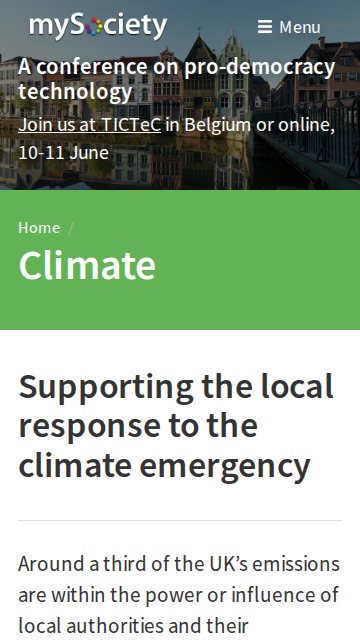 mySociety
Menu
A conference on pro-democracy
technology
Join us at TICTeC in Belgium or online,
10-11 June
Home /
Climate
Supporting the local
response to the
climate emergency
Around a third of the UK’s emissions
are within the power or influence of
local authorities and their